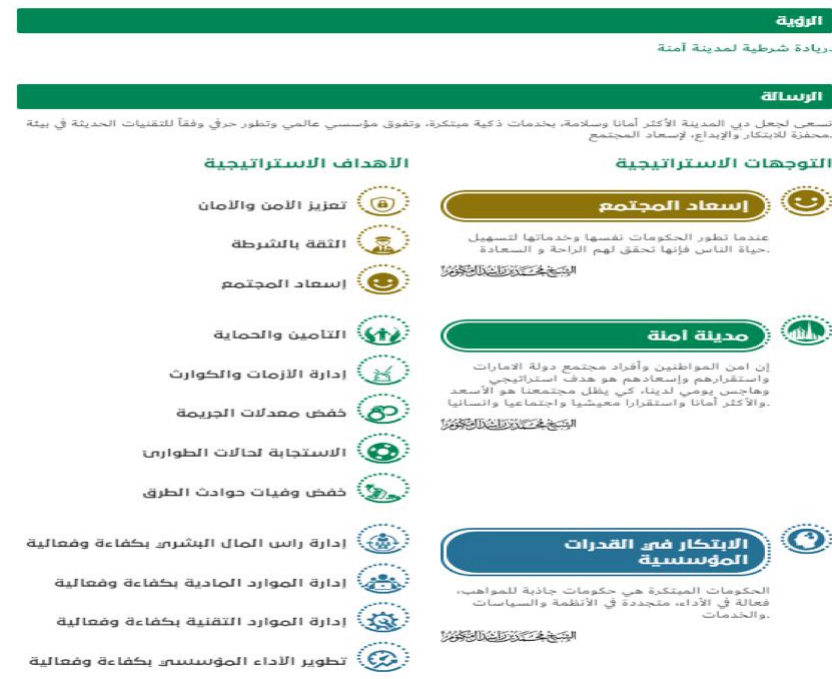 الرؤية
ريادة شرطية لمدينة آمنة.
الرسالة
نسعى لجعل دبي المدينة الأكثر أمانا وسلامة، بخدمات ذكية مبتكرة، وتفوق مؤسسي عالمي وتطور حرفي وفقاً للتقنيات الحديثة في بيئة
محفزة للابتكار والإبداع، لإسعاد المجتمع.
التوجهات الاستراتيجية
إسعاد المجتمع
عندما تطور الحكومات نفسها وخدماتها لتسهيل
حياة الناس فإنها تحقق لهم الراحة و السعادة.
الأهداف الاستراتيجية
تعزيز الأمن والأمان
الثقة بالشرطة
إسعاد المجتمع
مدينة امنة
إن امن المواطنين وأفراد مجتمع دولة الامارات
واستقرارهم وإسعادهم هو هدف استراتيجي
وهاجس يومي لدينا، كي يظل مجتمعنا هو الأسعد
والأكثر أمانا واستقرارا معيشيا واجتماعيا وانسانيا.
التأمين والحماية
إدارة الأزمات والكوارث
خفض معدلات الجريمة
الاستجابة لحالات الطوارئ
خفض وفيات حوادث الطرق
الابتكار في القدرات
المؤسسية
الحكومات المبتكرة هي حكومات جاذبة للمواهب،
فعالة في الأداء، متجددة في الأنظمة والسياسات
والخدمات.
إدارة راس المال البشري بكفاءة وفعالية
إدارة الموارد المادية بكفاءة وفعالية
إدارة الموارد التقنية بكفاءة وفعالية
تطوير الأداء المؤسسي بكفاءة وفعالية